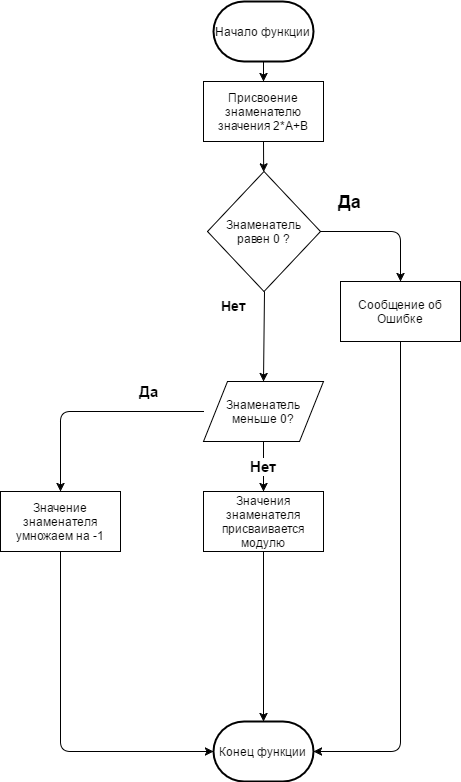 Начало функции
Присвоение
знаменателю
значения 2*A+B
Знаменатель
равен 0 ?
Да
Нет
Сообщение об
Ошибке
Знаменатель
меньше 0?
Да
Нет
Значение
знаменателя
умножаем на -1
Значения
знаменателя
присваивается
модулю
Конец функции